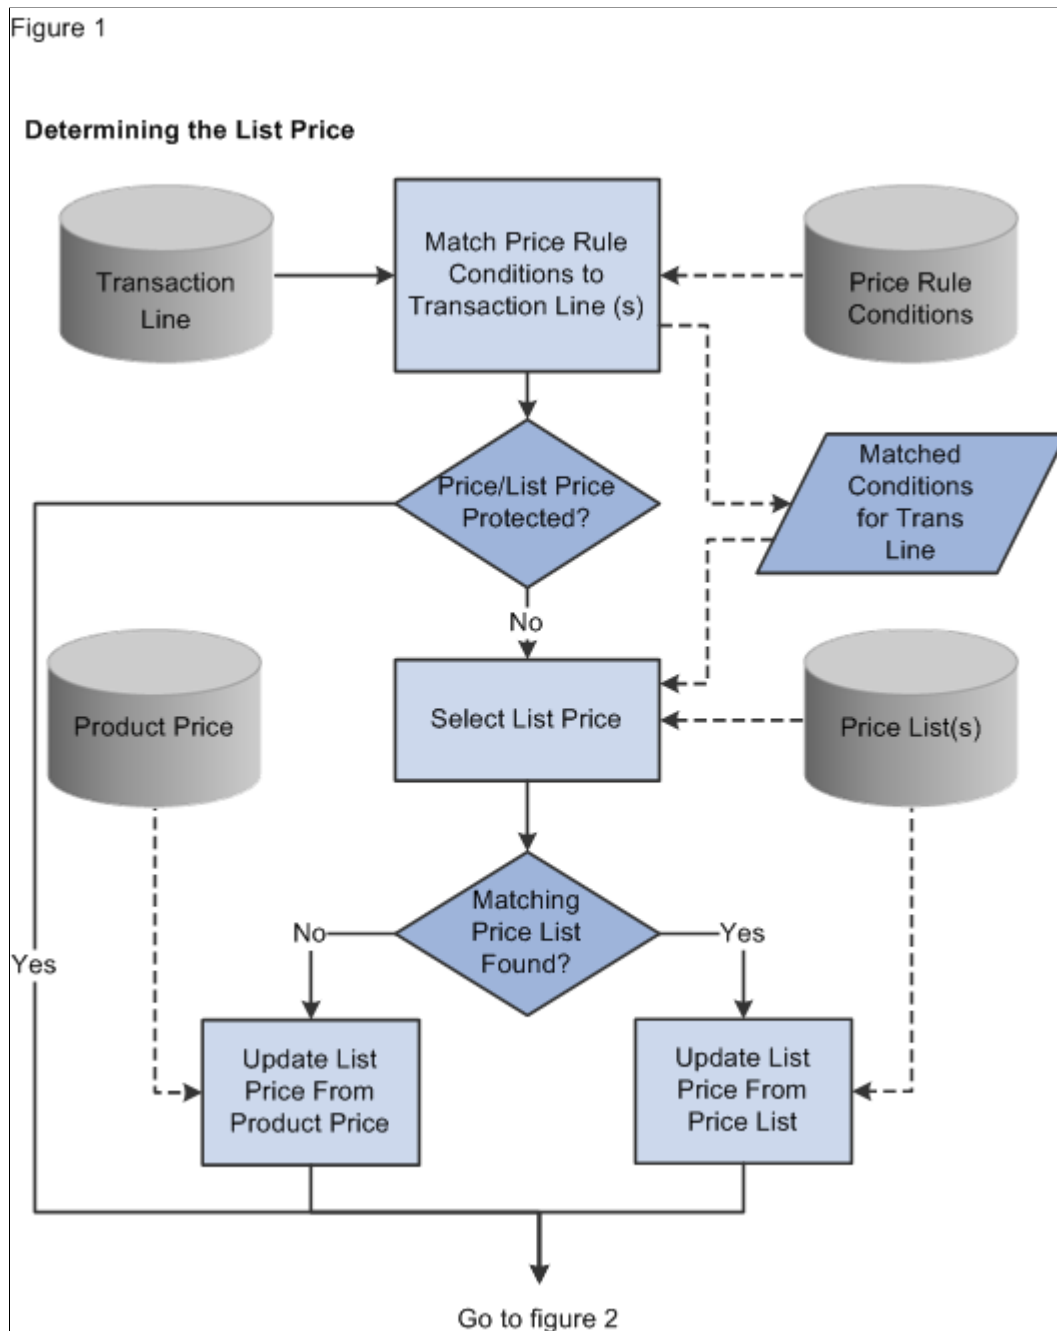 Figure 1
Determining the List Price
Transaction
Line
Match Price Rule
Conditions to
Transaction Line (s)
Price Rule
Conditions
Price/List Price
Protected?
Matched
Conditions
for Trans
Line
No
Product Price
Select List Price
Price List(s)
Matching
Price List
Found?
No
Yes
Yes
Update List
Price From
Product Price
Update List
Price From
Price List
Go to figure 2